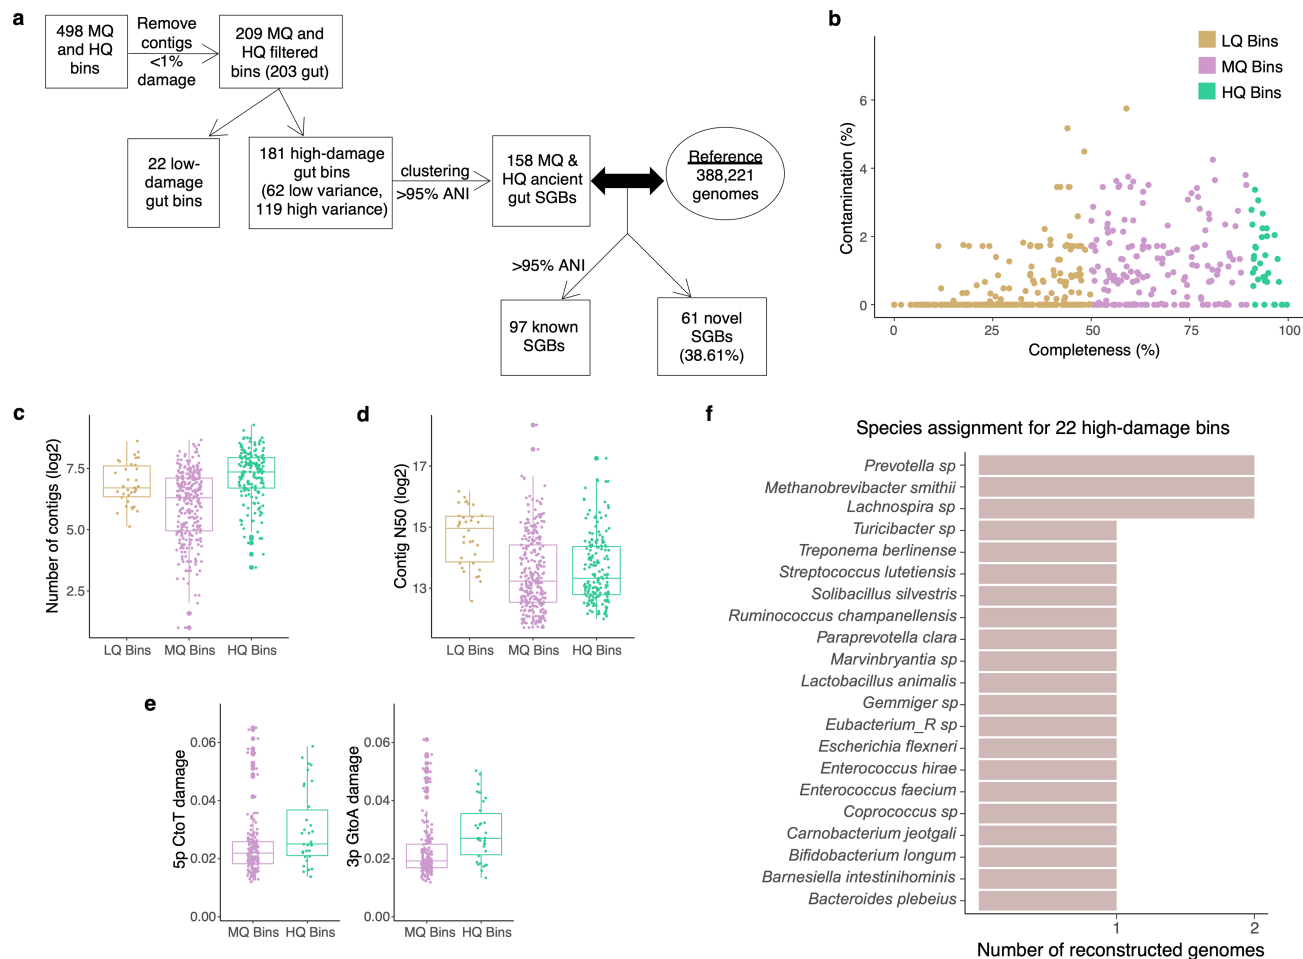 a
498 MQ
and HQ
bins
Remove
contigs
<1%
damage
209 MQ and
HQ filtered
bins (203 gut)
22 low-
damage
gut bins
181 high-damage
gut bins
(62 low variance,
119 high variance)
clustering
>95% ANI
158 MQ &
HQ ancient
gut SGBs
Reference
388,221
genomes
>95% ANI
97 known
SGBs
61 novel
SGBs
(38.61%)
b
LQ Bins
MQ Bins
HQ Bins
Contamination (%)
6
4
2
0
0 25 50 75 100
Completeness (%)
c
Number of contigs (log2)
7.5
5.0
2.5
LQ Bins MQ Bins HQ Bins
d
Contig N50 (log2)
17
15
13
LQ Bins MQ Bins HQ Bins
e
5p CtoT damage
0.06
0.04
0.02
0.00
MQ Bins HQ Bins
3p GtoA damage
0.06
0.04
0.02
0.00
MQ Bins HQ Bins
f
Species assignment for 22 high-damage bins
Prevotella sp
Methanobrevibacter smithii
Lachnospira sp
Turicibacter sp
Treponema berlinense
Streptococcus lutetiensis
Solibacillus silvestris
Ruminococcus champanellensis
Paraprevotella clara
Marvinbryantia sp
Lactobacillus animalis
Gemmiger sp
Eubacterium_R sp
Escherichia flexneri
Enterococcus hirae
Enterococcus faecium
Coprococcus sp
Carnobacterium jeotgali
Bifidobacterium longum
Barnesiella intestinihominis
Bacteroides plebeius
1 2
Number of reconstructed genomes